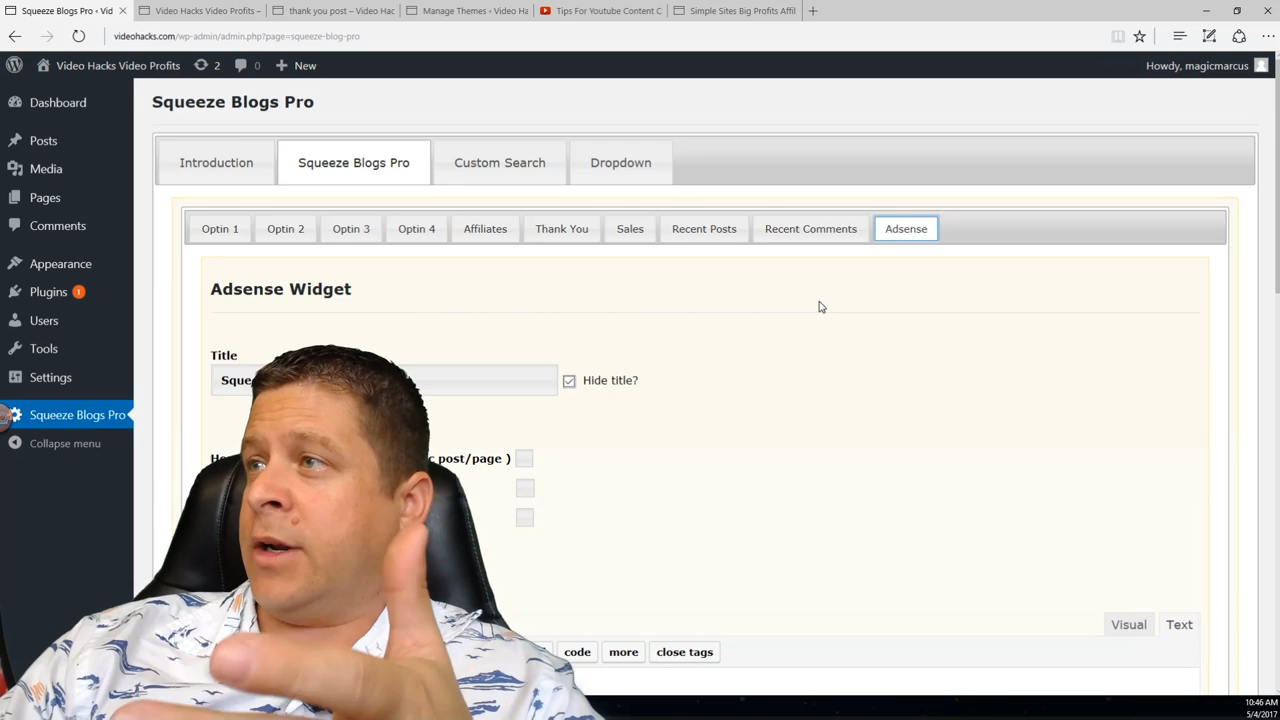 Squeeze Blogs Pro ‹ Vid
Video Hacks Video Profits –
thank you post – Video Hac
Manage Themes ‹ Video Ha
Tips For Youtube Content C
Simple Sites Big Profits Affil
videohacks.com/wp-admin/admin.php?page=squeeze-blog-pro
Video Hacks Video Profits
2
0
New
Howdy, magicmarcus
Dashboard
Posts
Media
Pages
Comments
Appearance
Plugins 1
Users
Tools
Settings
Squeeze Blogs Pro
Collapse menu
Squeeze Blogs Pro
Introduction
Squeeze Blogs Pro
Custom Search
Dropdown
Optin 1
Optin 2
Optin 3
Optin 4
Affiliates
Thank You
Sales
Recent Posts
Recent Comments
Adsense
Adsense Widget
Title
Hide title?
post/page )
Visual
Text
code
more
close tags
10:46 AM
5/4/2017